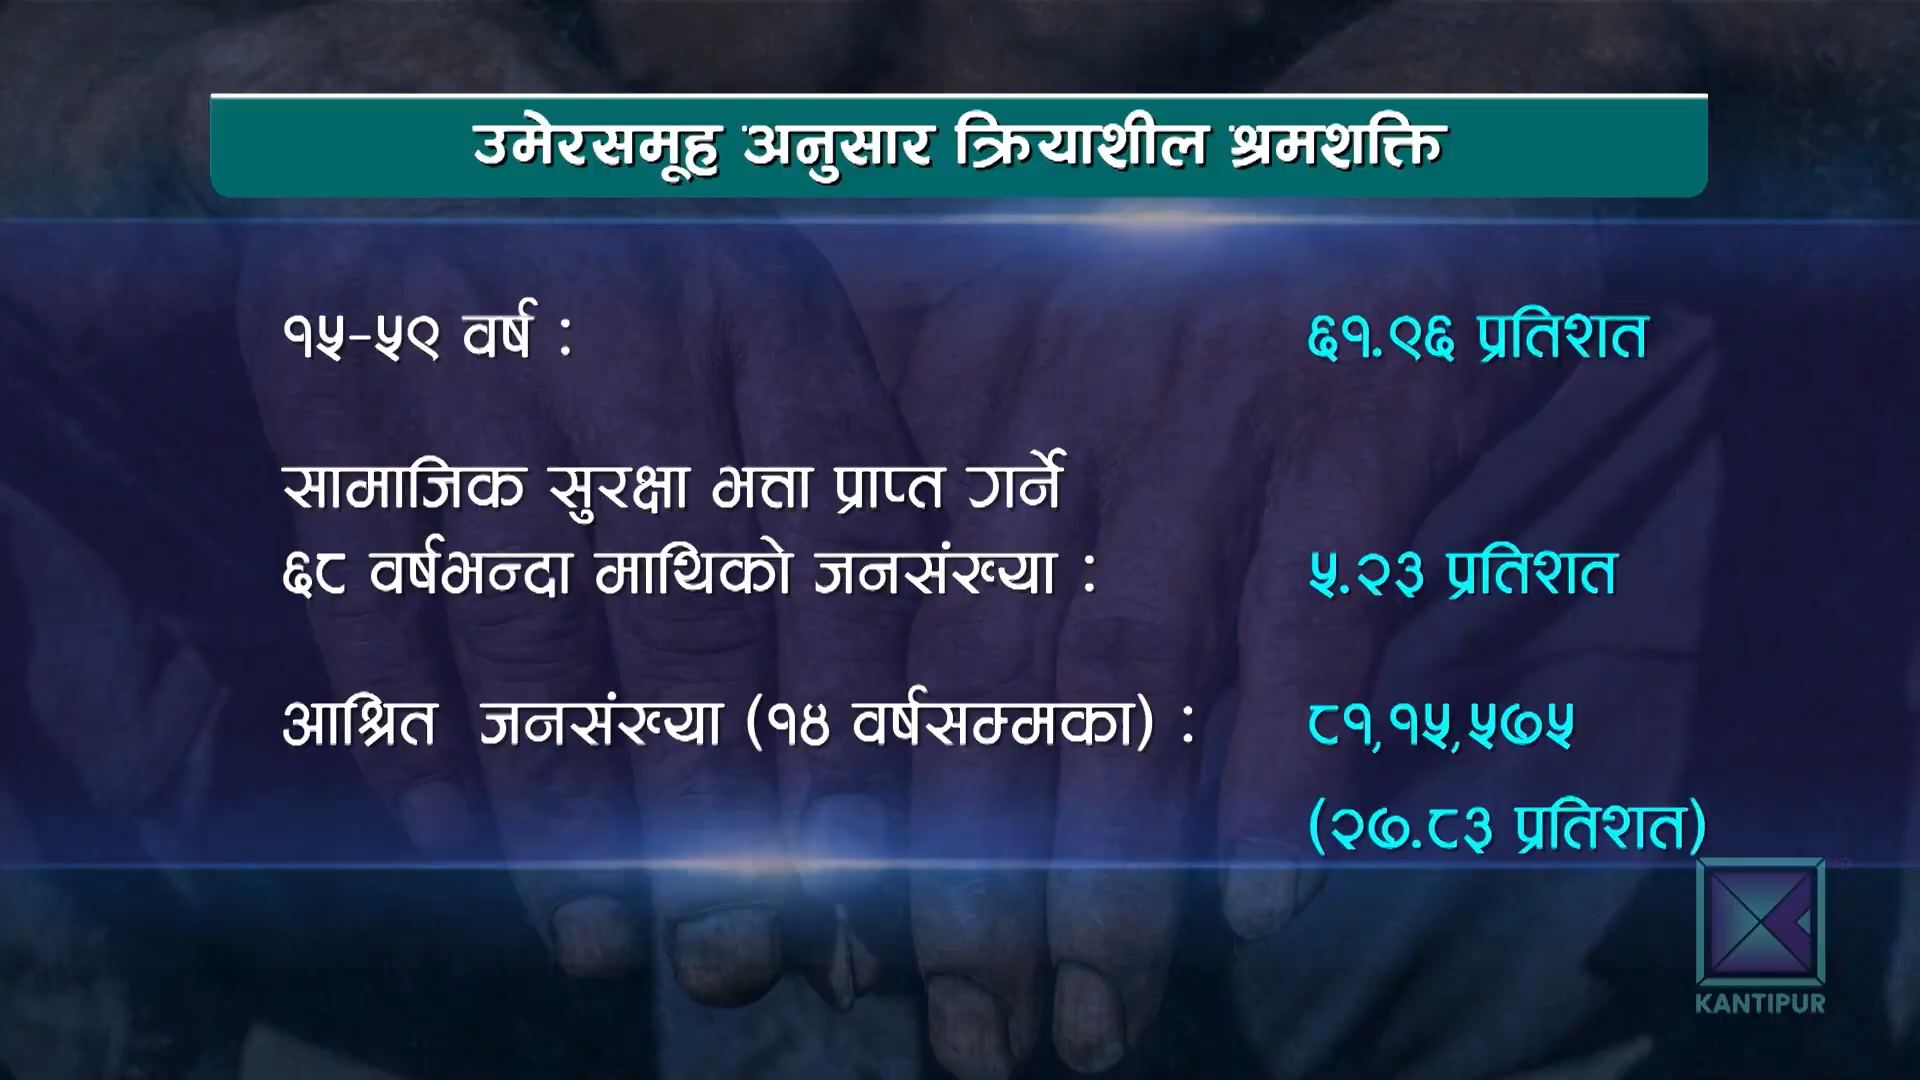 उमेरसमूह अनुसार क्रियाशील श्रमशक्ति
१५-५९ वर्ष : ६१.९६ प्रतिशत
सामाजिक सुरक्षा भत्ता प्राप्त गर्ने
६८ वर्षभन्दा माथिको जनसंख्या : ५.२३ प्रतिशत
आश्रित जनसंख्या (१४ वर्षसम्मका) : ८१,१५,५७५
(२७.८३ प्रतिशत)
KANTIPUR